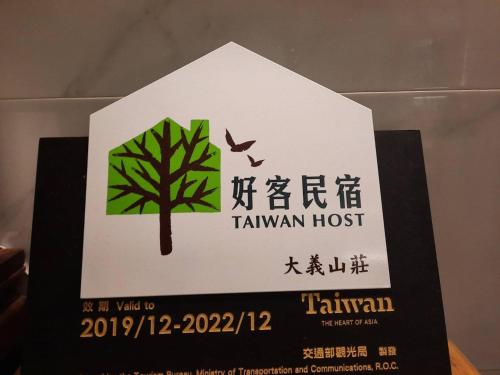 好客民宿
TAIWAN HOST
大義山莊
效期 Valid to
2019/12-2022/12
Taiwan
THE HEART OF ASIA
交通部觀光局 製發
by the Tourism Bureau, Ministry of Transportation and Communications, R.O.C.